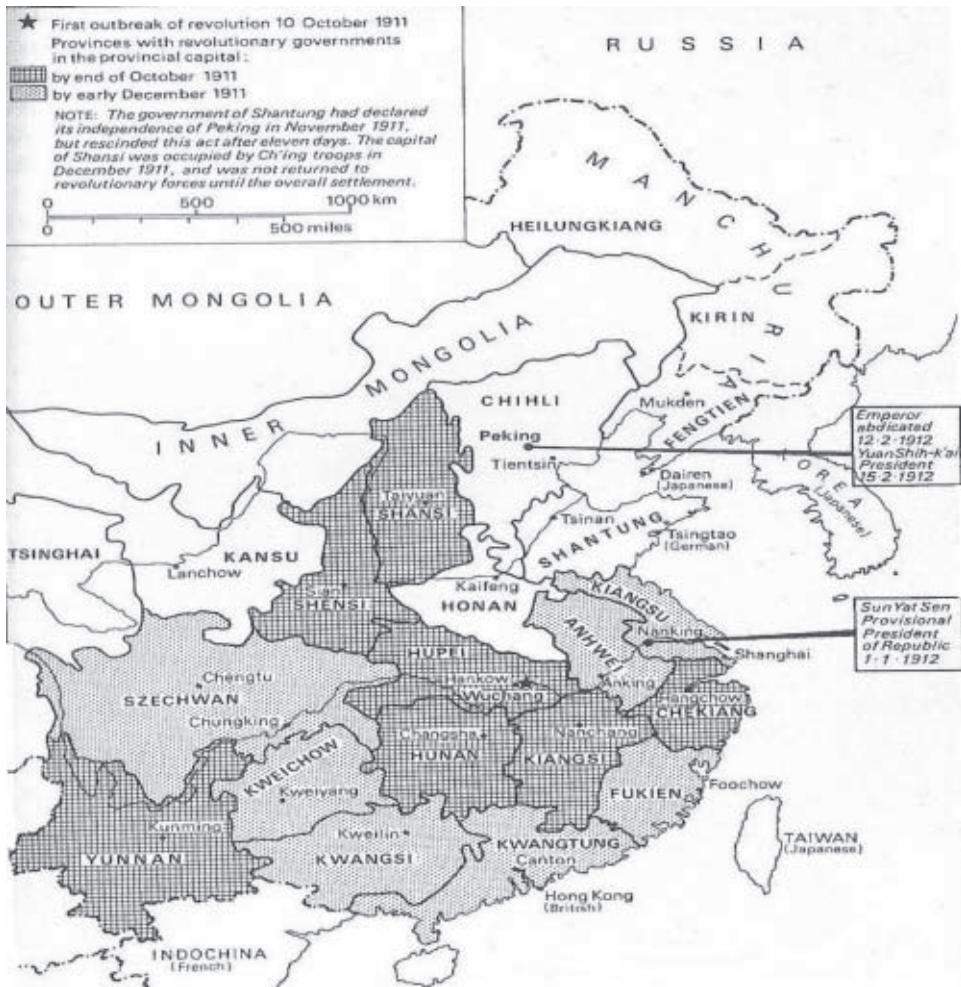 First outbreak of revolution 10 October 1911
Provinces with revolutionary governments
in the provincial capital:
by end of October 1911
by early December 1911
NOTE: The government of Shantung had declared
its independence of Peking in November 1911,
but rescinded this act after eleven days. The capital
of Shansi was occupied by Ch'ing troops in
December 1911, and was not returned to
revolutionary forces until the overall settlement.
0 500 1000 km
0 500 miles
RUSSIA
MANCHURIA
HEILUNGKIANG
OUTER MONGOLIA
KIRIN
INNER MONGOLIA
CHIHLI
Mukden
FENGTIEN
Peking
Tientsin
Dairen
(Japanese)
KOREA
(Japanese)
Emperor
abdicated
12·2·1912
Yuan Shih-k'ai
President
15·2·1912
Taiyuan
SHANSI
Tsinan
SHANTUNG
Tsingtao
(German)
TSINGHAI
KANSU
Lanchow
Sian
SHENSI
Kaifeng
HONAN
KIANGSU
ANHWEI
Nanking
Shanghai
Sun Yat Sen
Provisional
President
of Republic
1·1·1912
HUPEI
Hankow
Wuchang
Anking
Hangchow
CHEKIANG
SZECHWAN
Chengtu
Chungking
Changsha
HUNAN
Nanchang
KIANGSI
KWEICHOW
Kweiyang
FUKIEN
Foochow
Kunming
YUNNAN
Kweilin
KWANGSI
KWANGTUNG
Canton
TAIWAN
(Japanese)
Hong Kong
(British)
INDOCHINA
(French)